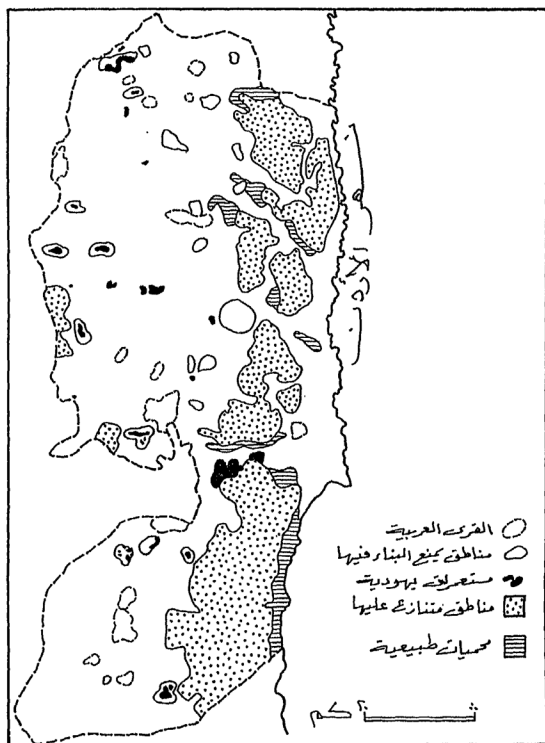 الأردن
القرى العربية
مناطق يمنع البناء فيها
مستعمرات يهودية
مناطق متنازع عليها
محميات طبيعية
كم